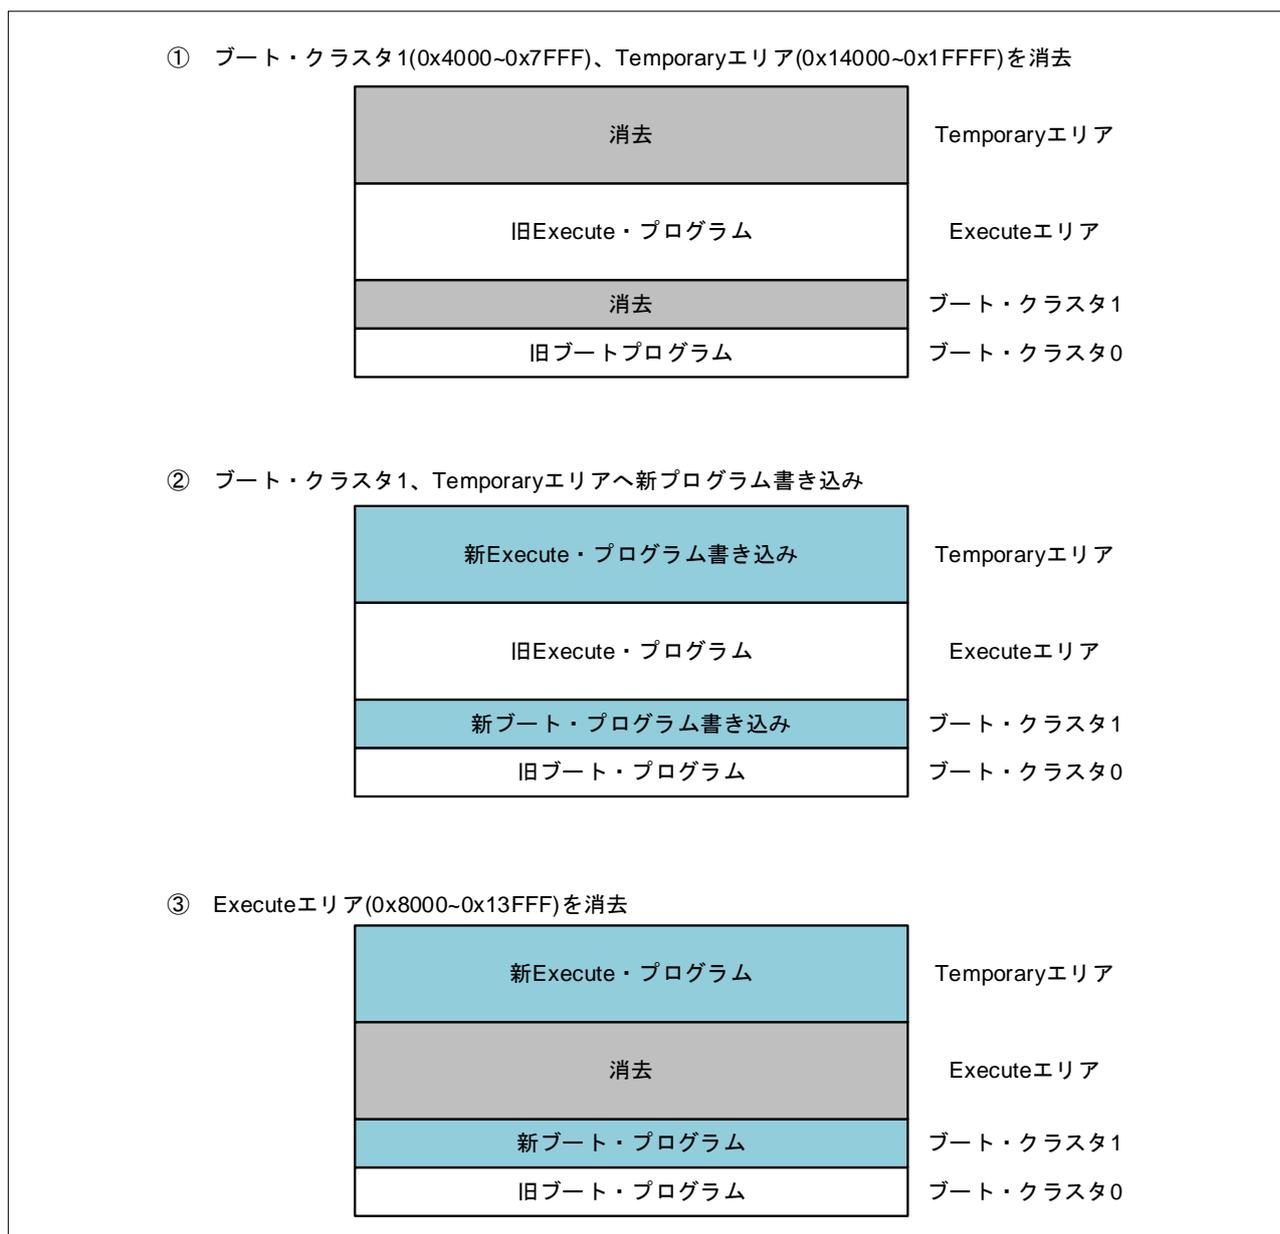 ① ブート・クラスタ1(0x4000~0x7FFF)、Temporaryエリア(0x14000~0x1FFFF)を消去
消去 Temporaryエリア
旧Execute・プログラム Executeエリア
消去 ブート・クラスタ1
旧ブートプログラム ブート・クラスタ0
② ブート・クラスタ1、Temporaryエリアへ新プログラム書き込み
新Execute・プログラム書き込み Temporaryエリア
旧Execute・プログラム Executeエリア
新ブート・プログラム書き込み ブート・クラスタ1
旧ブート・プログラム ブート・クラスタ0
③ Executeエリア(0x8000~0x13FFF)を消去
新Execute・プログラム Temporaryエリア
消去 Executeエリア
新ブート・プログラム ブート・クラスタ1
旧ブート・プログラム ブート・クラスタ0